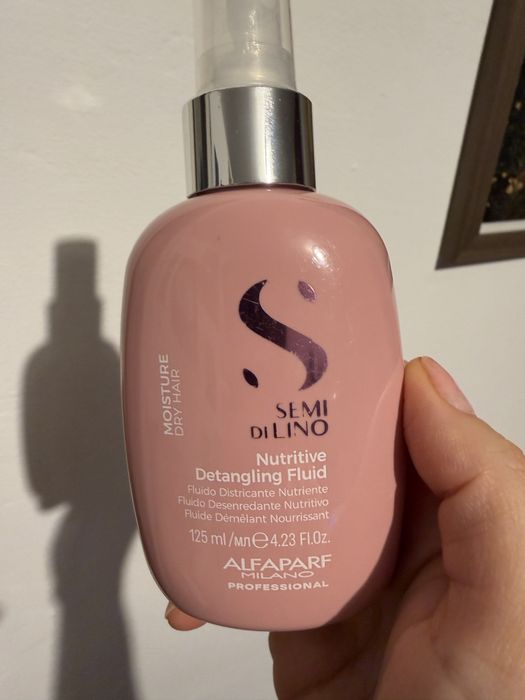 MOISTURE
DRY HAIR
SEMI
DI LINO
Nutritive
Detangling Fluid
Fluido Districante Nutriente
Fluido Desenredante Nutritivo
Fluide Démêlant Nourrissant
125 ml/мл℮4.23 Fl.Oz.
ALFAPARF
MILANO
PROFESSIONAL